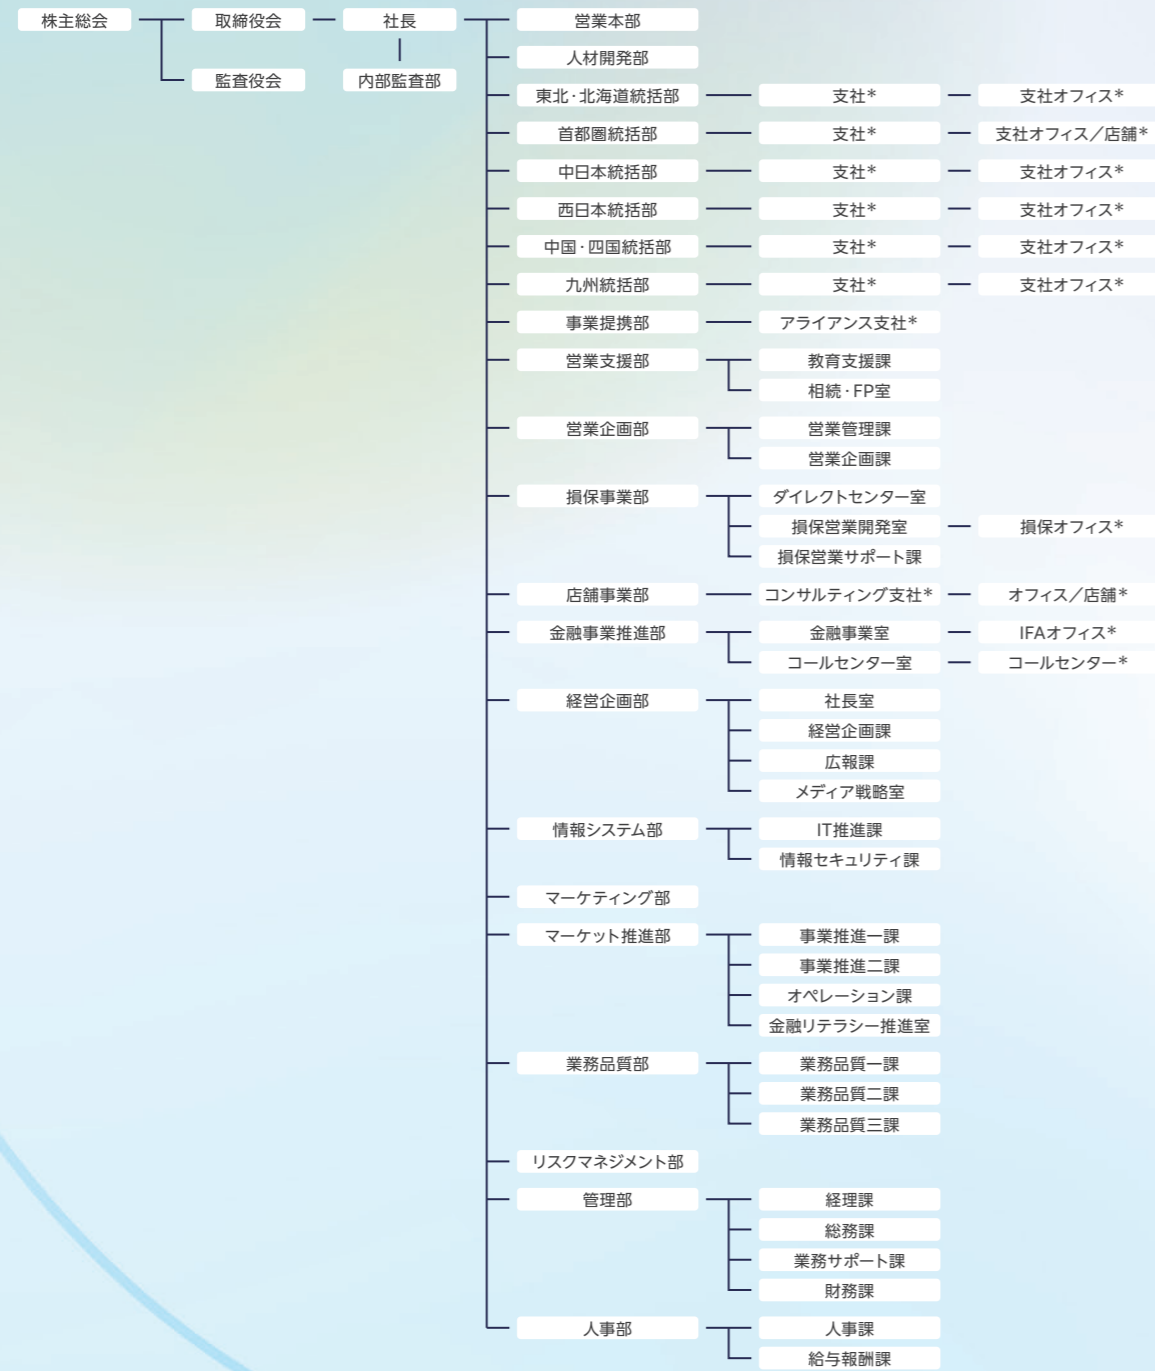 株主総会 取締役会 社長 営業本部
人材開発部
監査役会 内部監査部
東北・北海道統括部 支社* 支社オフィス*
首都圏統括部 支社* 支社オフィス／店舗*
中日本統括部 支社* 支社オフィス*
西日本統括部 支社* 支社オフィス*
中国・四国統括部 支社* 支社オフィス*
九州統括部 支社* 支社オフィス*
事業提携部 アライアンス支社*
営業支援部 教育支援課
相続・FP室
営業企画部 営業管理課
営業企画課
損保事業部 ダイレクトセンター室
損保営業開発室 損保オフィス*
損保営業サポート課
店舗事業部 コンサルティング支社* オフィス／店舗*
金融事業推進部 金融事業室 IFAオフィス*
コールセンター室 コールセンター*
経営企画部 社長室
経営企画課
広報課
メディア戦略室
情報システム部 IT推進課
情報セキュリティ課
マーケティング部
マーケット推進部 事業推進一課
事業推進二課
オペレーション課
金融リテラシー推進室
業務品質部 業務品質一課
業務品質二課
業務品質三課
リスクマネジメント部
管理部 経理課
総務課
業務サポート課
財務課
人事部 人事課
給与報酬課